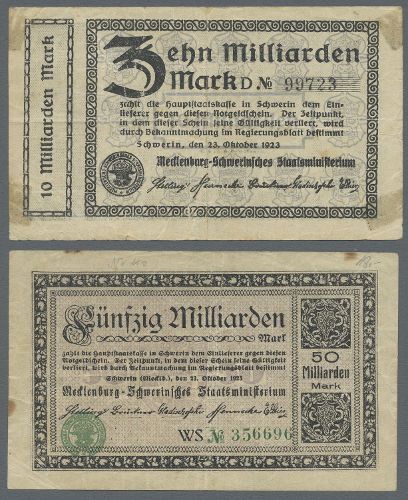 10 Milliarden Mark
Zehn Milliarden
Mark D No 99723
zahlt die Hauptstaatskasse in Schwerin dem Ein-
lieferer gegen diesen Notgeldschein. Der Zeitpunkt,
in dem dieser Schein seine Gültigkeit verliert, wird
durch Bekanntmachung im Regierungsblatt bestimmt
Schwerin, den 23. Oktober 1923
Mecklenburg-Schwerinsches Staatsministerium
Fünfzig Milliarden
Mark
zahlt die Hauptstaatskasse in Schwerin dem Einlieferer gegen diesen
Notgeldschein. Der Zeitpunkt, in dem dieser Schein seine Gültigkeit
verliert, wird durch Bekanntmachung im Regierungsblatt bestimmt
Schwerin (Mecklb.), den 23. Oktober 1923
Mecklenburg-Schwerinsches Staatsministerium
WS No 356696
50
Milliarden
Mark